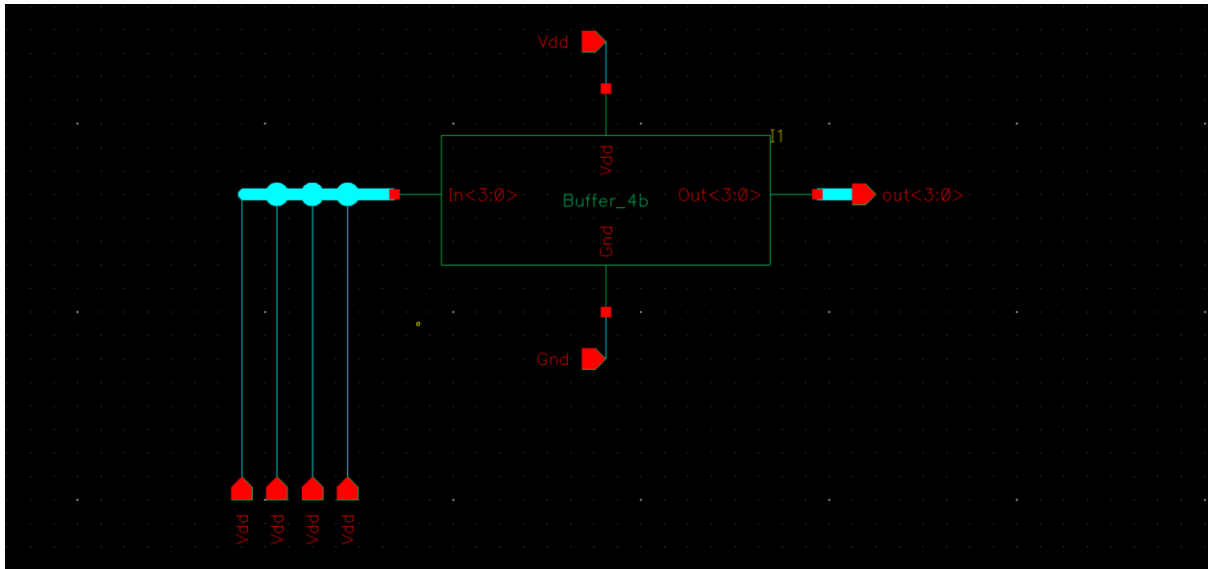 Vdd
I1
Vdd
In<3:0>
Buffer_4b
Out<3:0>
out<3:0>
Gnd
Gnd
Vdd
Vdd
Vdd
Vdd